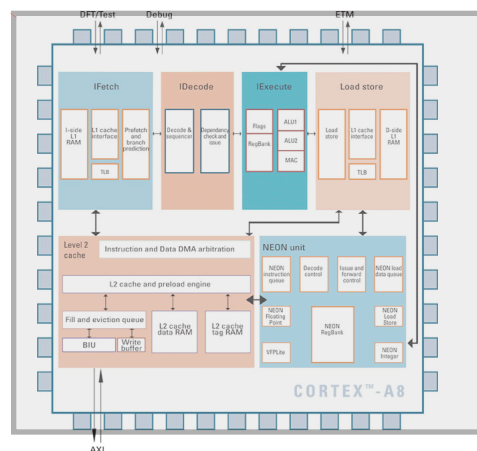 DFT/Test
Debug
ETM
IFetch
IDecode
IExecute
Load store
I-side
L1
RAM
L1 cache
interface
Prefetch
and
branch
prediction
TLB
Decode &
sequencer
Dependency
check and
issue
Flags
RegBank
ALU1
ALU2
MAC
Load
store
L1 cache
interface
D-side
L1
RAM
TLB
Level 2
cache
Instruction and Data DMA arbitration
L2 cache and preload engine
Fill and eviction queue
BIU
Write
buffer
L2 cache
data RAM
L2 cache
tag RAM
NEON unit
NEON
instruction
queue
Decode
control
Issue and
forward
control
NEON load
data queue
NEON
Floating
Point
NEON
RegBank
NEON
Load
Store
VFPLite
NEON
Integer
CORTEX™-A8
AXI